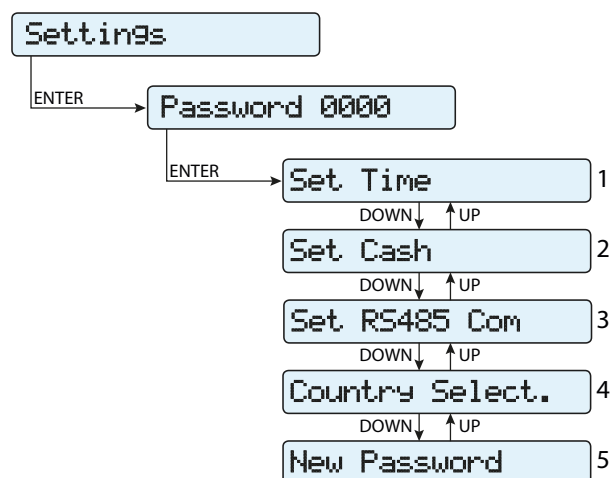 Settings
ENTER
Password 0000
ENTER
Set Time 1
DOWN UP
Set Cash 2
DOWN UP
Set RS485 Com 3
DOWN UP
Country Select. 4
DOWN UP
New Password 5